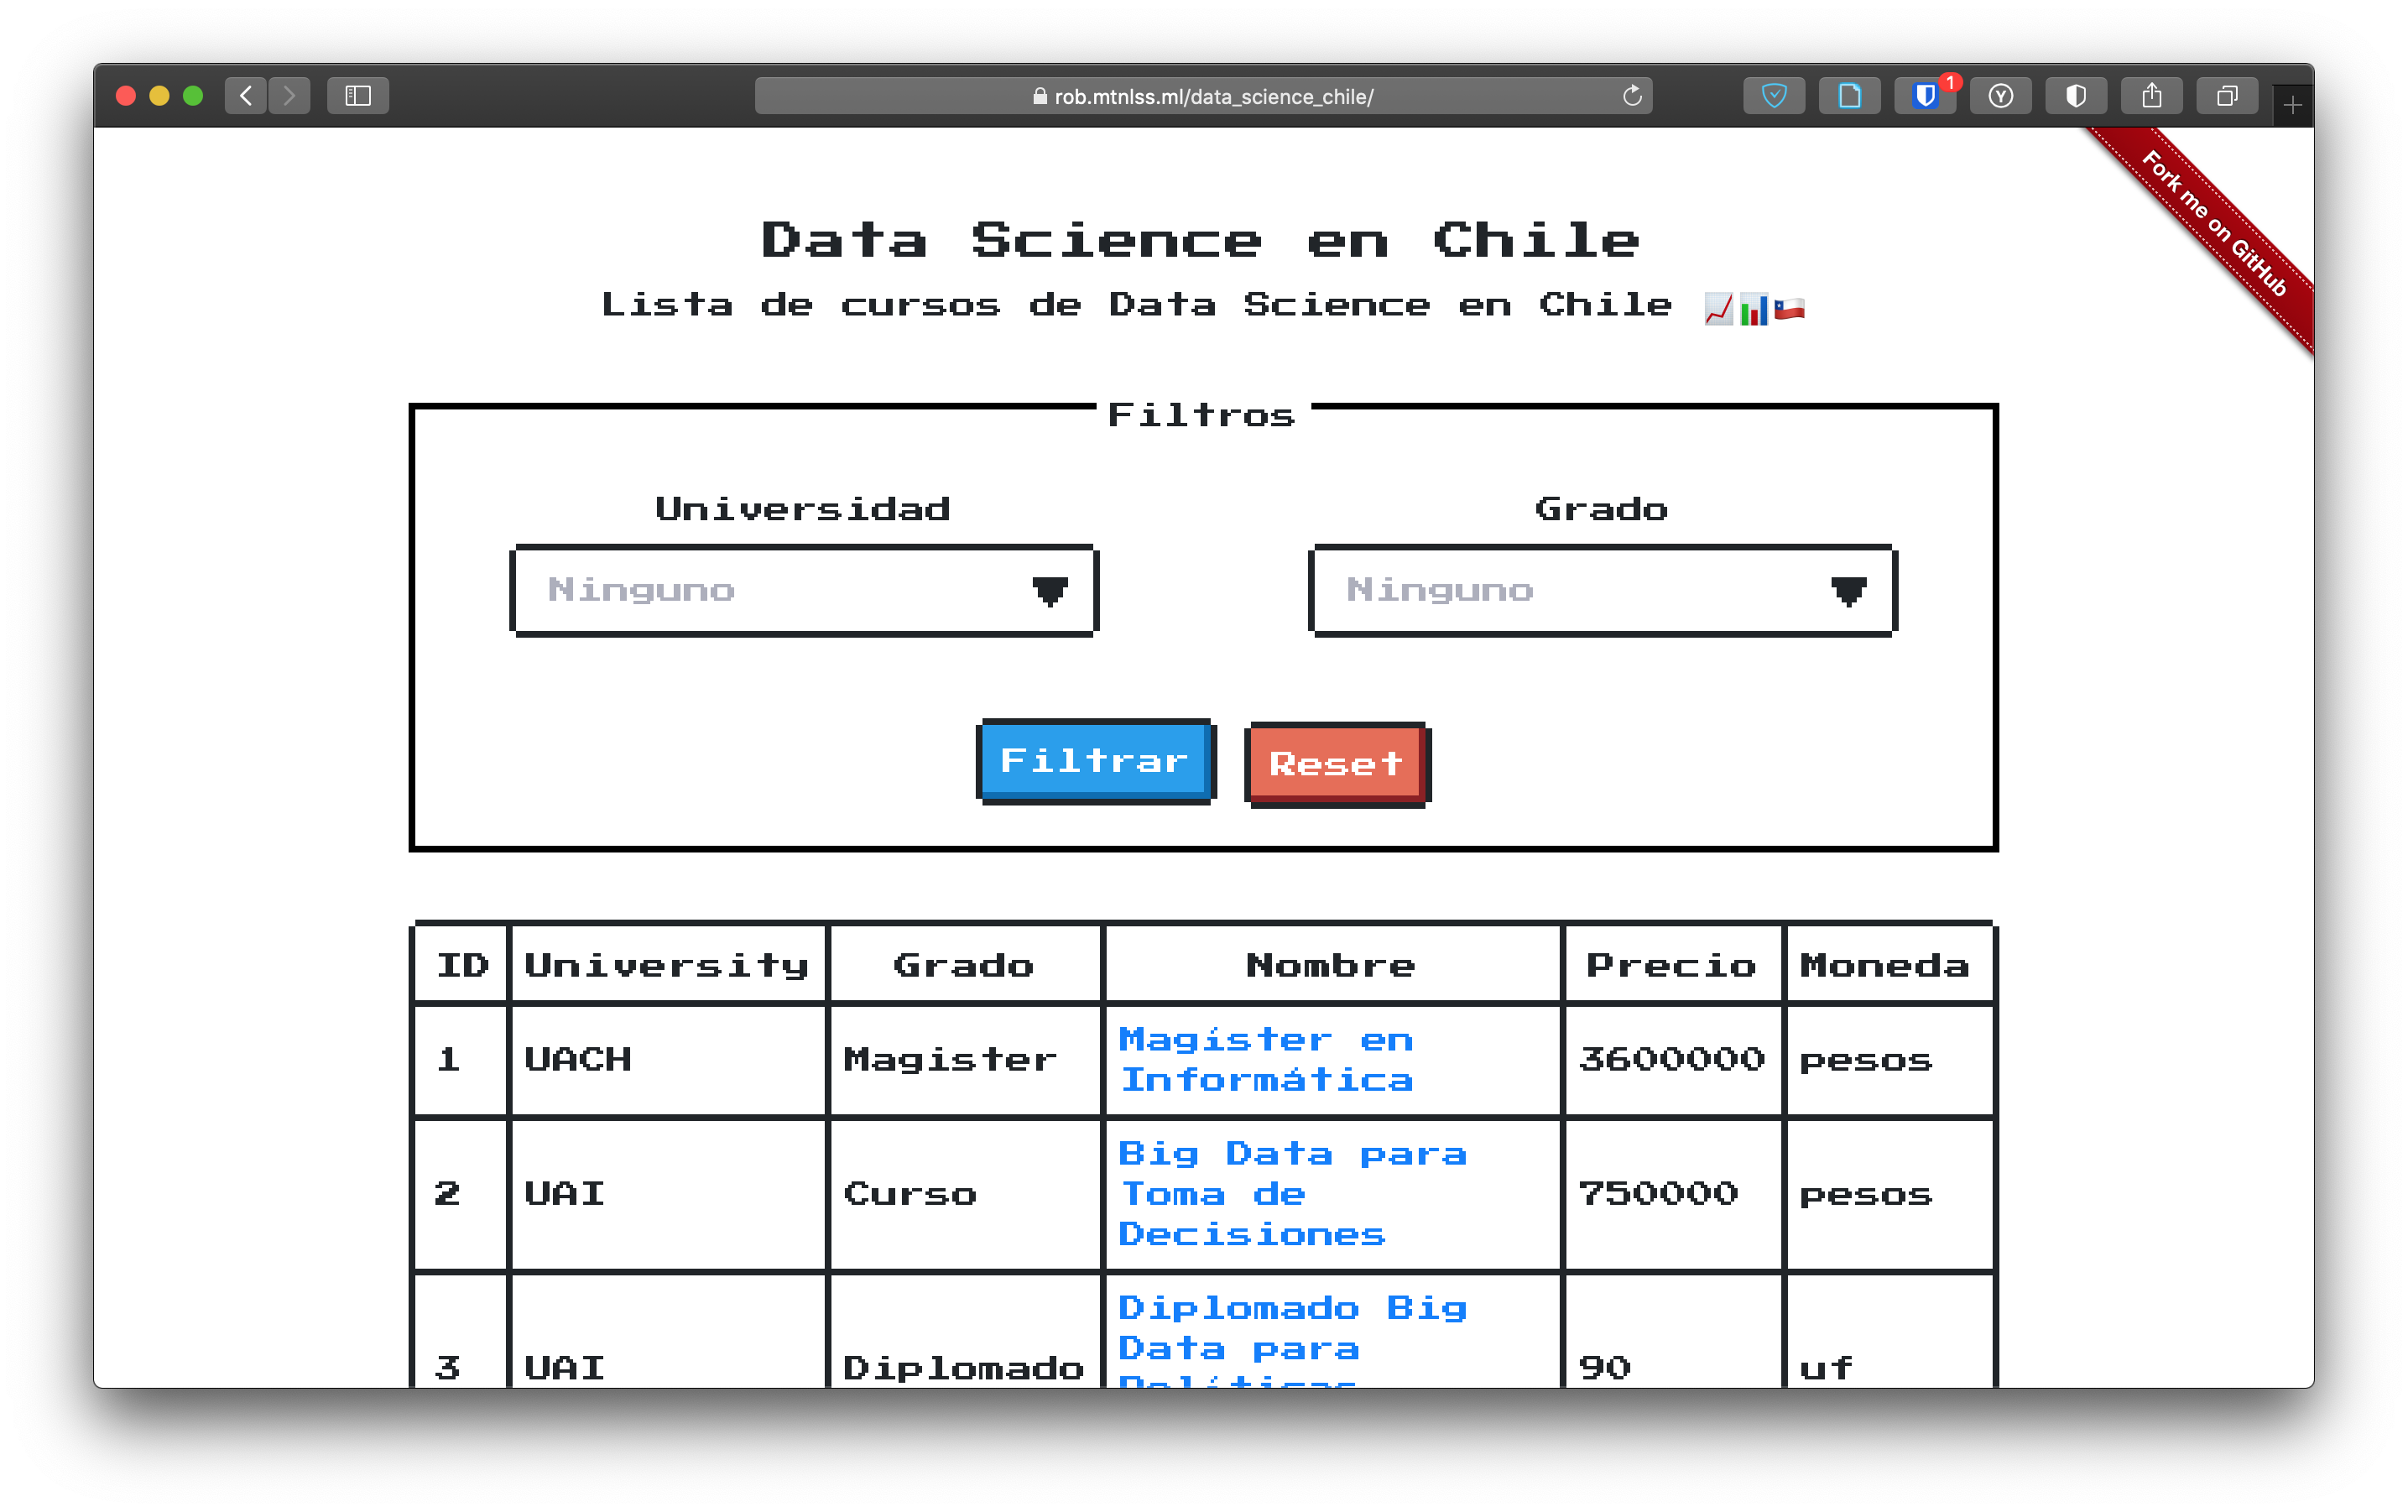 rob.mtnlss.ml/data_science_chile/
1
Fork me on GitHub
Data Science en Chile
Lista de cursos de Data Science en Chile
Filtros
Universidad
Grado
Ninguno
Ninguno
Filtrar
Reset
ID University Grado Nombre Precio Moneda
1 UACH Magister Magíster en Informática 3600000 pesos
2 UAI Curso Big Data para Toma de Decisiones 750000 pesos
3 UAI Diplomado Diplomado Big Data para Políticas 90 uf